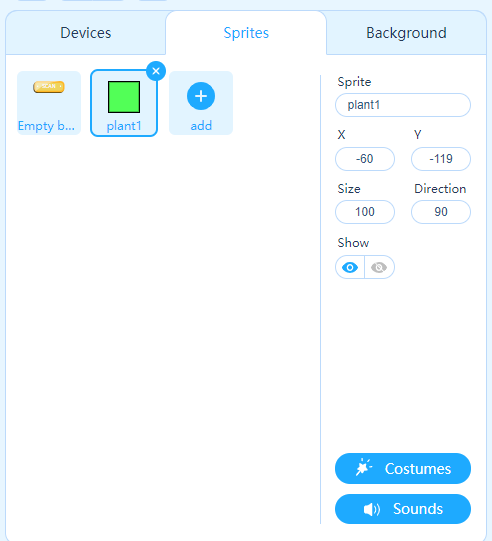 Devices
Sprites
Background
Empty b...
plant1
add
Sprite
plant1
X
Y
-60
-119
Size
Direction
100
90
Show
Costumes
Sounds